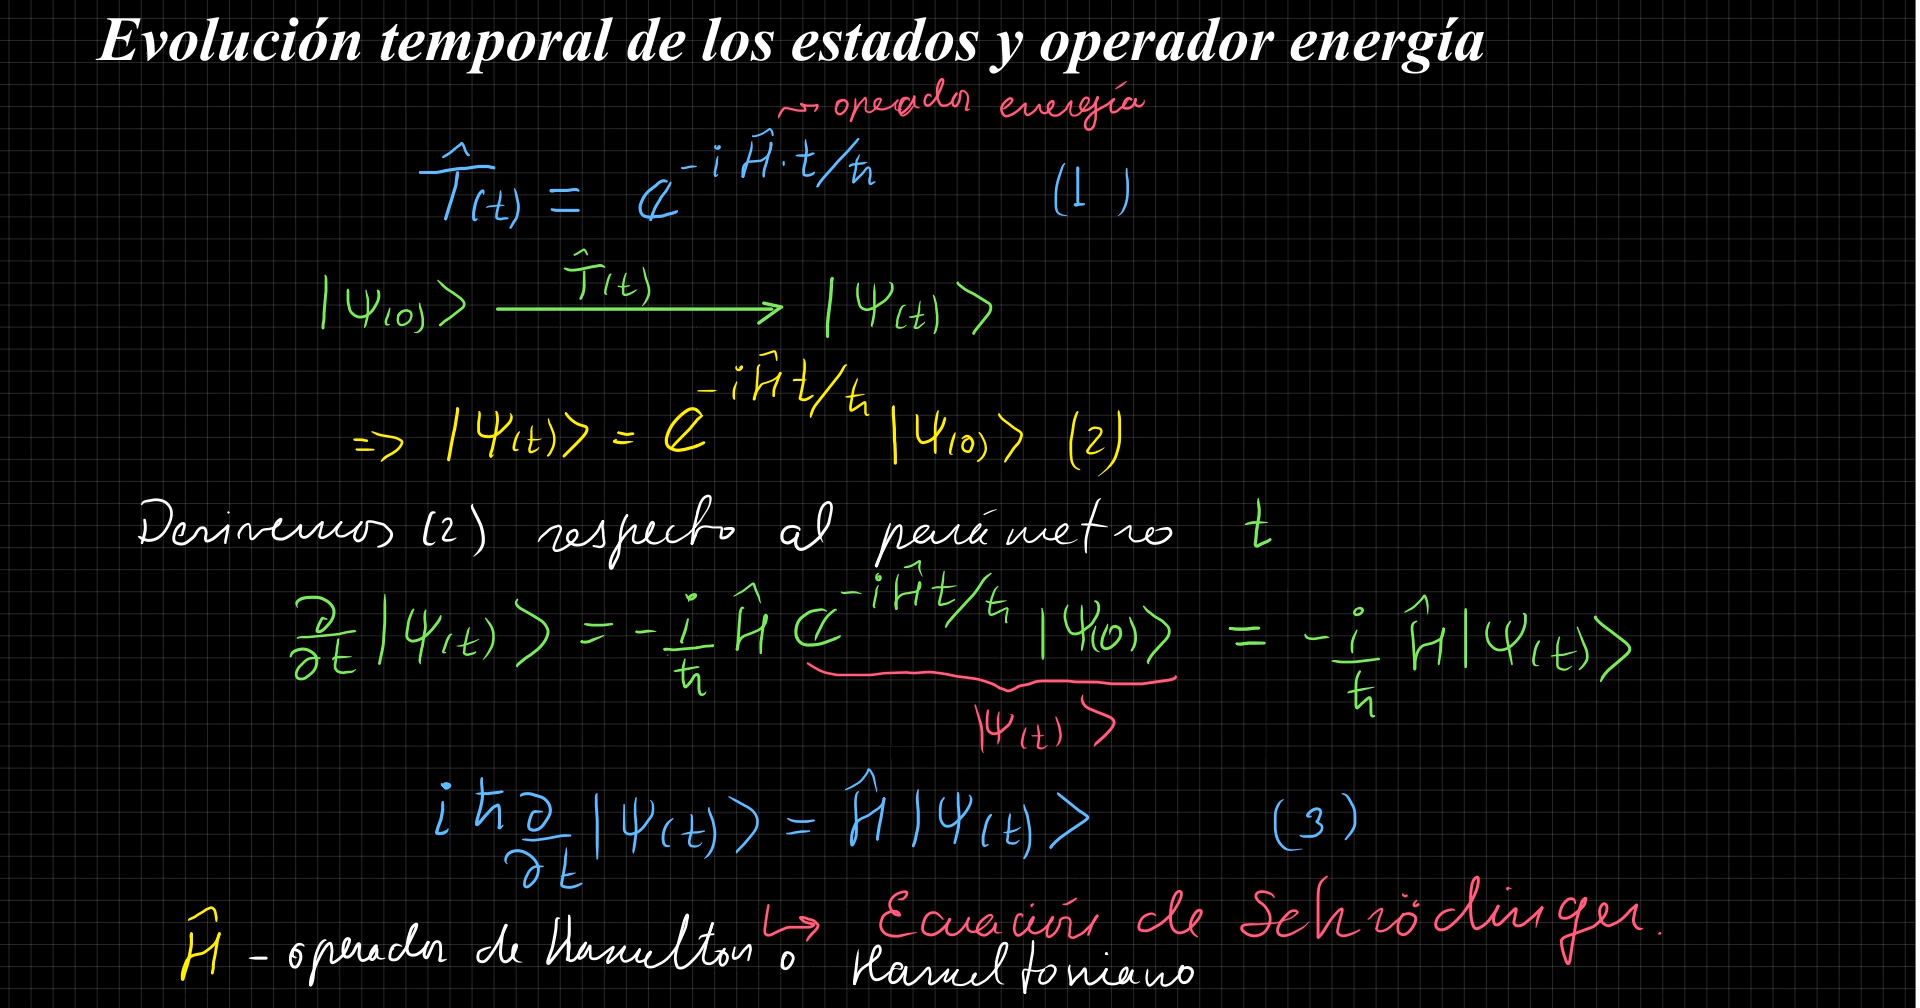 Evolución temporal de los estados y operador energía
⤳ operador energía
T̂(t) = e^{-iĤ·t/ħ} (1)
|Ψ(0)⟩ —T̂(t)→ |Ψ(t)⟩
=> |Ψ(t)⟩ = e^{-iĤt/ħ} |Ψ(0)⟩ (2)
Derivemos (2) respecto al parámetro t
∂/∂t |Ψ(t)⟩ = -i/ħ Ĥ e^{-iĤt/ħ} |Ψ(0)⟩ = -i/ħ Ĥ|Ψ(t)⟩
|Ψ(t)⟩
iħ ∂/∂t |Ψ(t)⟩ = Ĥ |Ψ(t)⟩ (3)
↳ Ecuación de Schrödinger.
Ĥ - operador de Hamilton o Hamiltoniano